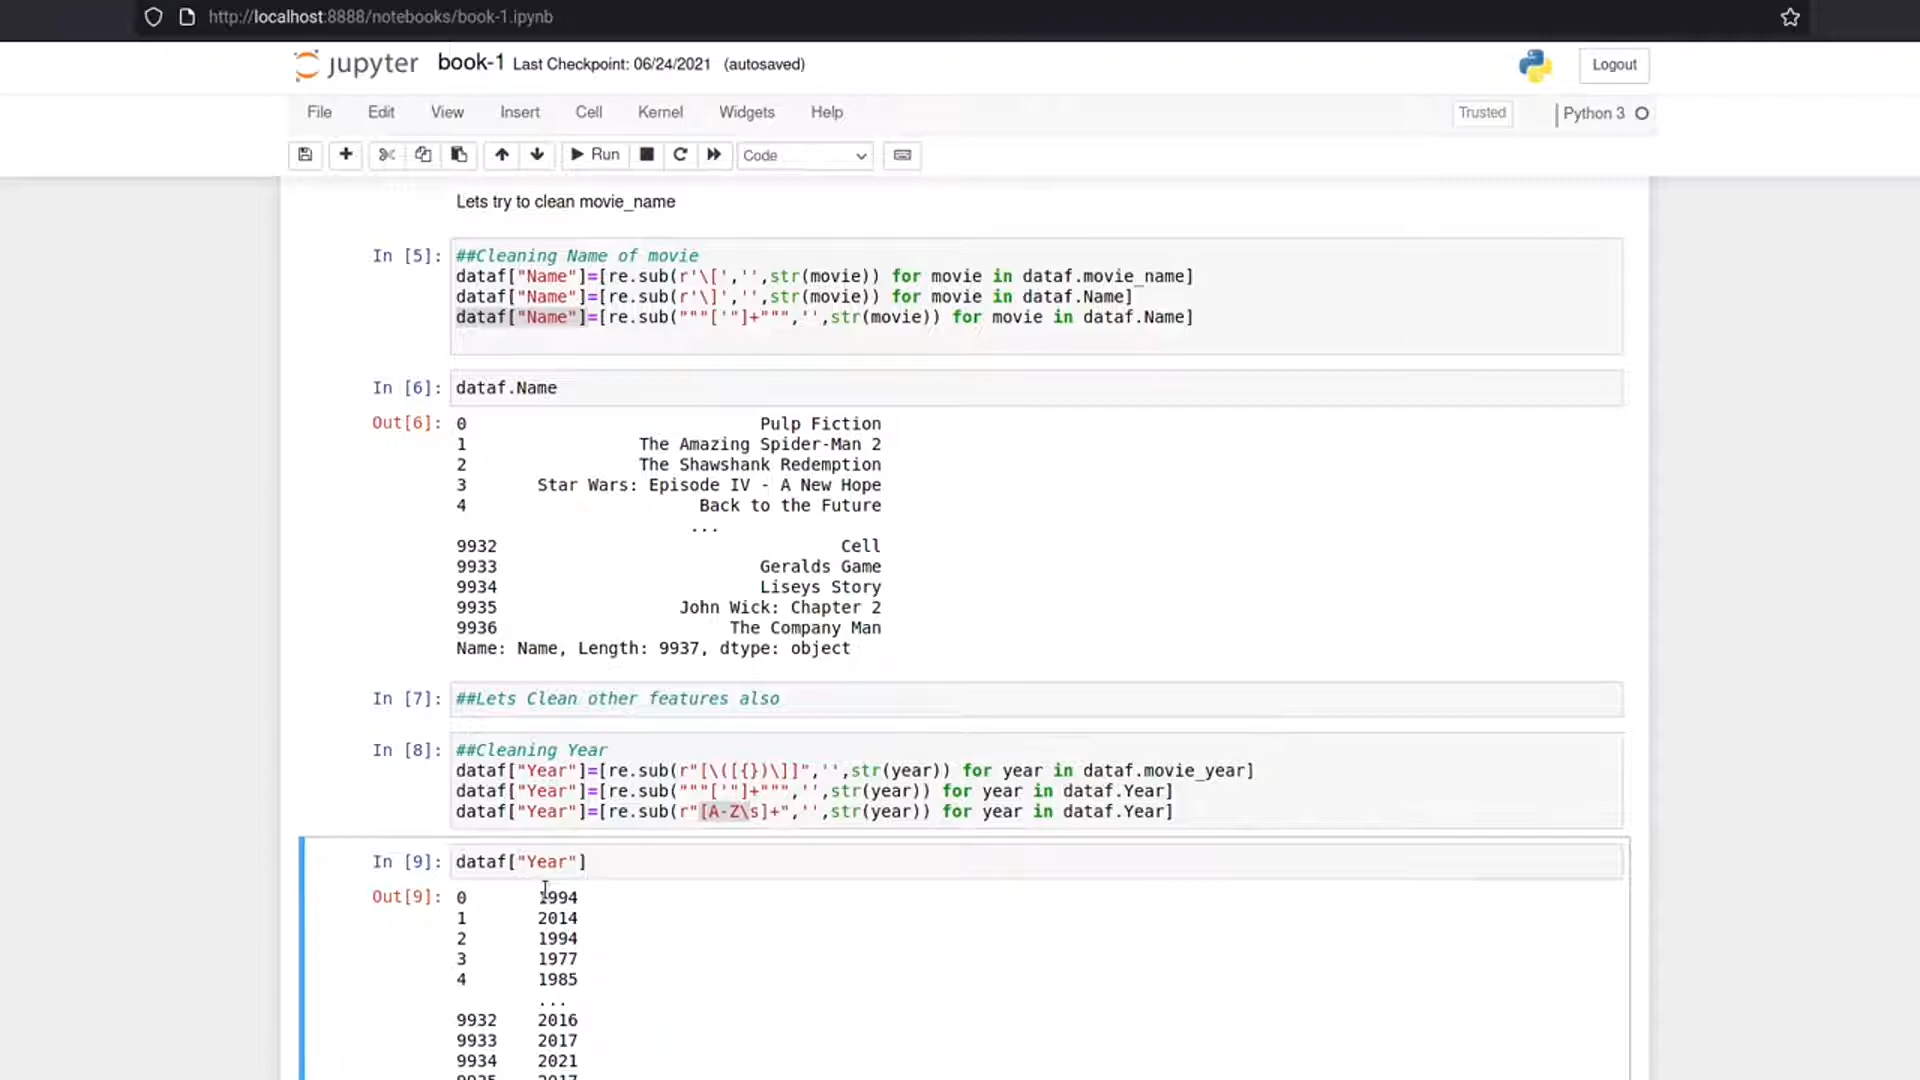 http://localhost:8888/notebooks/book-1.ipynb
jupyter book-1 Last Checkpoint: 06/24/2021 (autosaved)
Logout
File Edit View Insert Cell Kernel Widgets Help
Trusted Python 3
Run Code
Lets try to clean movie_name
In [5]: ##Cleaning Name of movie
dataf["Name"]=[re.sub(r'\[','',str(movie)) for movie in dataf.movie_name]
dataf["Name"]=[re.sub(r'\]','',str(movie)) for movie in dataf.Name]
dataf["Name"]=[re.sub("""['"]+""",'',str(movie)) for movie in dataf.Name]
In [6]: dataf.Name
Out[6]: 0 Pulp Fiction
1 The Amazing Spider-Man 2
2 The Shawshank Redemption
3 Star Wars: Episode IV - A New Hope
4 Back to the Future
...
9932 Cell
9933 Geralds Game
9934 Liseys Story
9935 John Wick: Chapter 2
9936 The Company Man
Name: Name, Length: 9937, dtype: object
In [7]: ##Lets Clean other features also
In [8]: ##Cleaning Year
dataf["Year"]=[re.sub(r"[\([{})\]]",'',str(year)) for year in dataf.movie_year]
dataf["Year"]=[re.sub("""['"]+""",'',str(year)) for year in dataf.Year]
dataf["Year"]=[re.sub(r"[A-Z\s]+",'',str(year)) for year in dataf.Year]
In [9]: dataf["Year"]
Out[9]: 0 1994
1 2014
2 1994
3 1977
4 1985
...
9932 2016
9933 2017
9934 2021
9935 2017